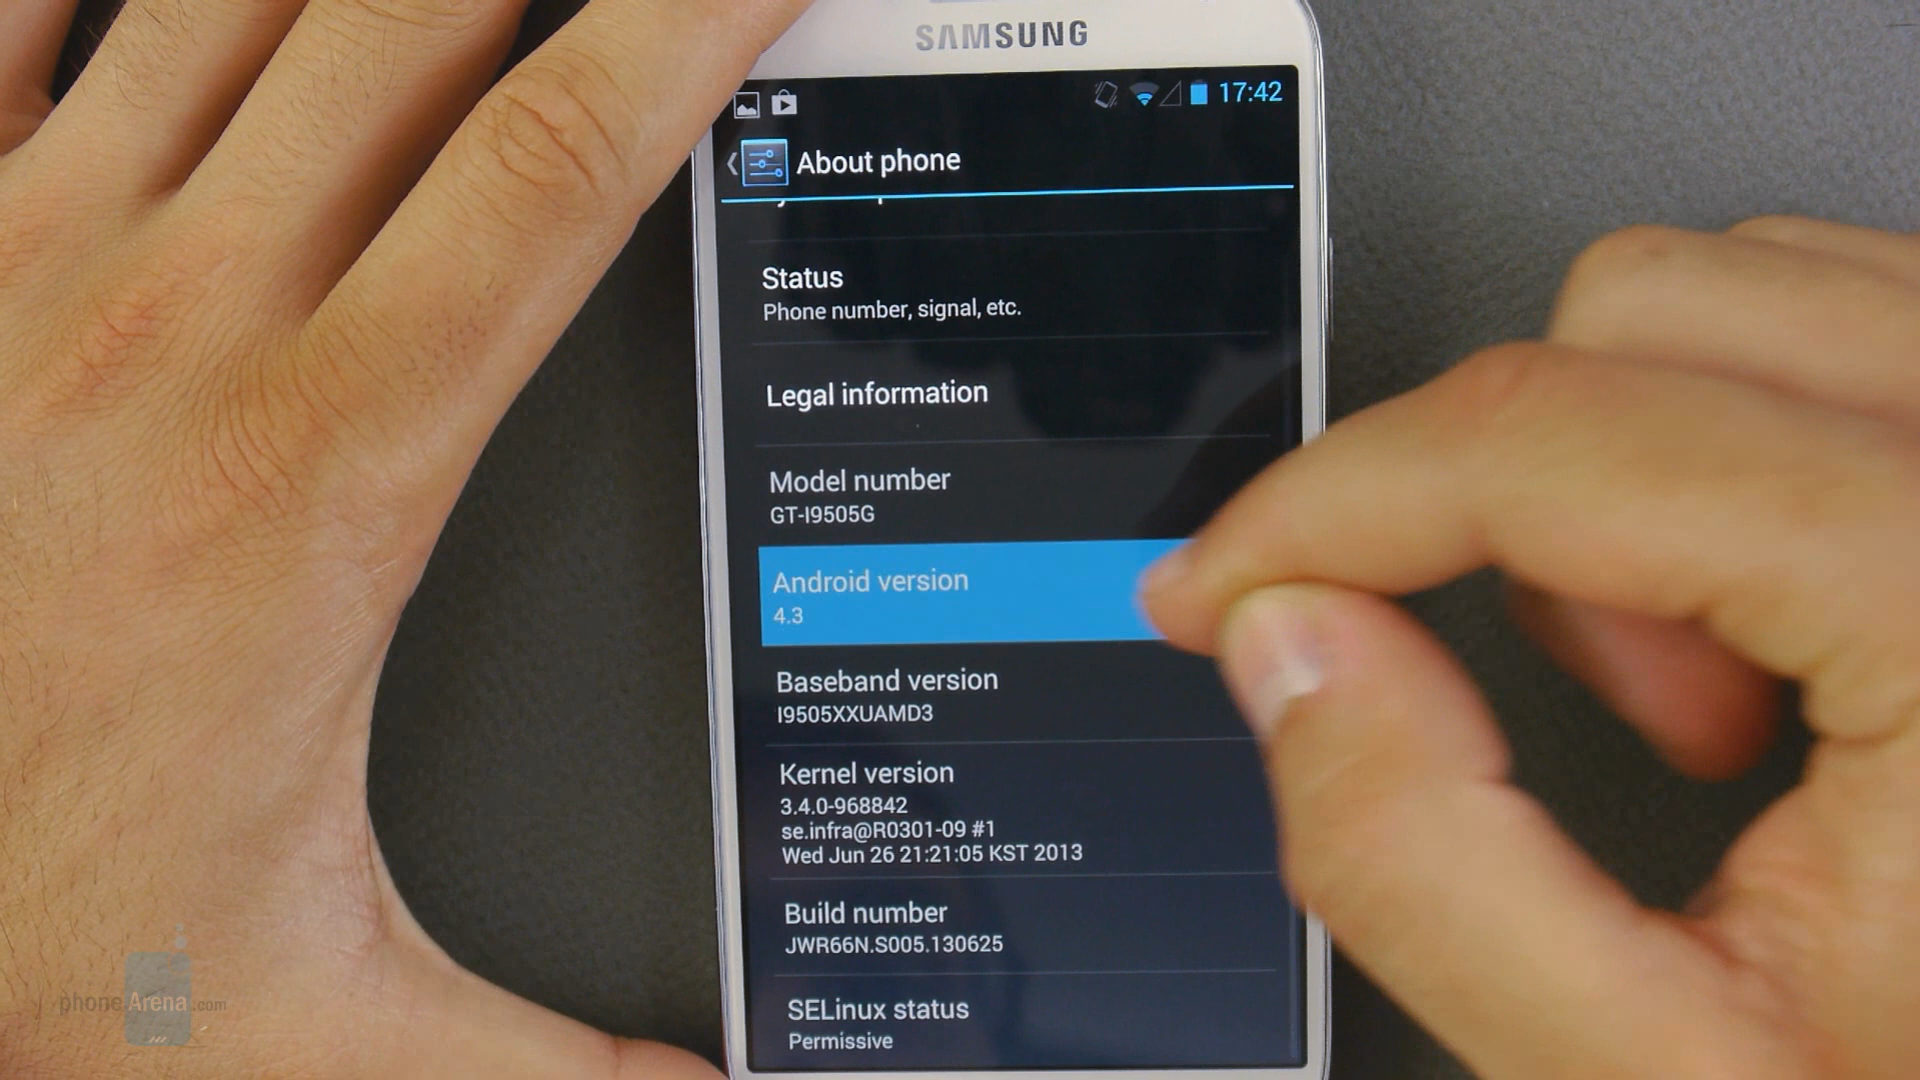 SAMSUNG
17:42
About phone
Status
Phone number, signal, etc.
Legal information
Model number
GT-I9505G
Android version
4.3
Baseband version
I9505XXUAMD3
Kernel version
3.4.0-968842
se.infra@R0301-09 #1
Wed Jun 26 21:21:05 KST 2013
Build number
JWR66N.S005.130625
SELinux status
Permissive
phoneArena.com